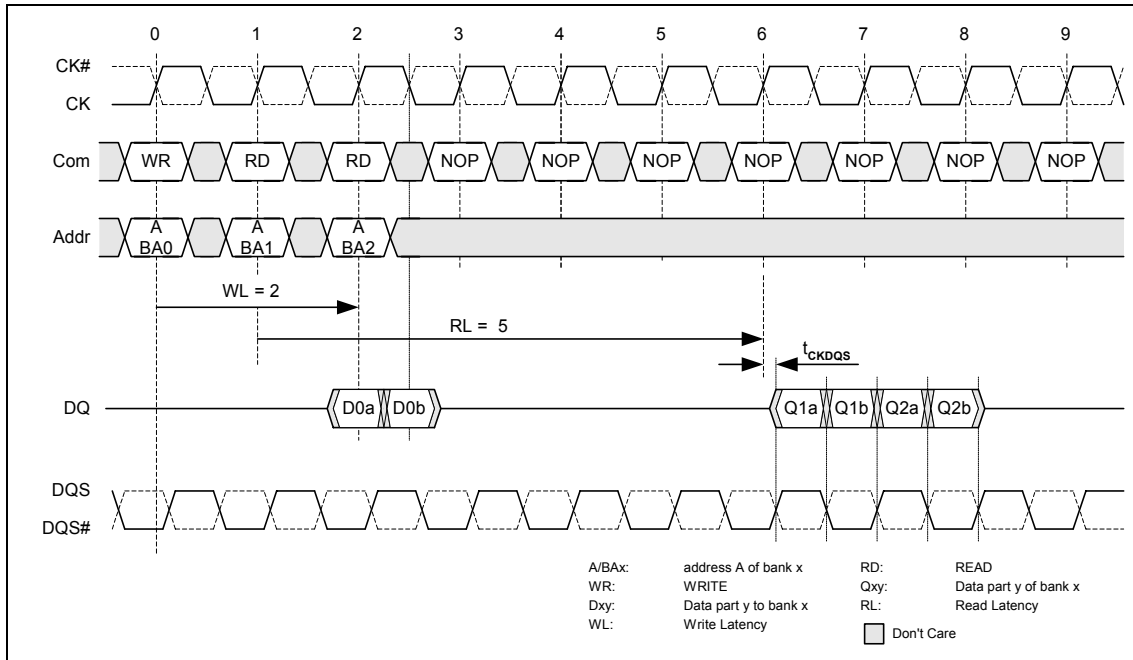 0 1 2 3 4 5 6 7 8 9
CK#
CK
Com WR RD RD NOP NOP NOP NOP NOP NOP NOP
Addr A BA0 A BA1 A BA2
WL = 2
RL = 5
tCKDQS
DQ D0a D0b Q1a Q1b Q2a Q2b
DQS
DQS#
A/BAx: address A of bank x RD: READ
WR: WRITE Qxy: Data part y of bank x
Dxy: Data part y to bank x RL: Read Latency
WL: Write Latency Don't Care